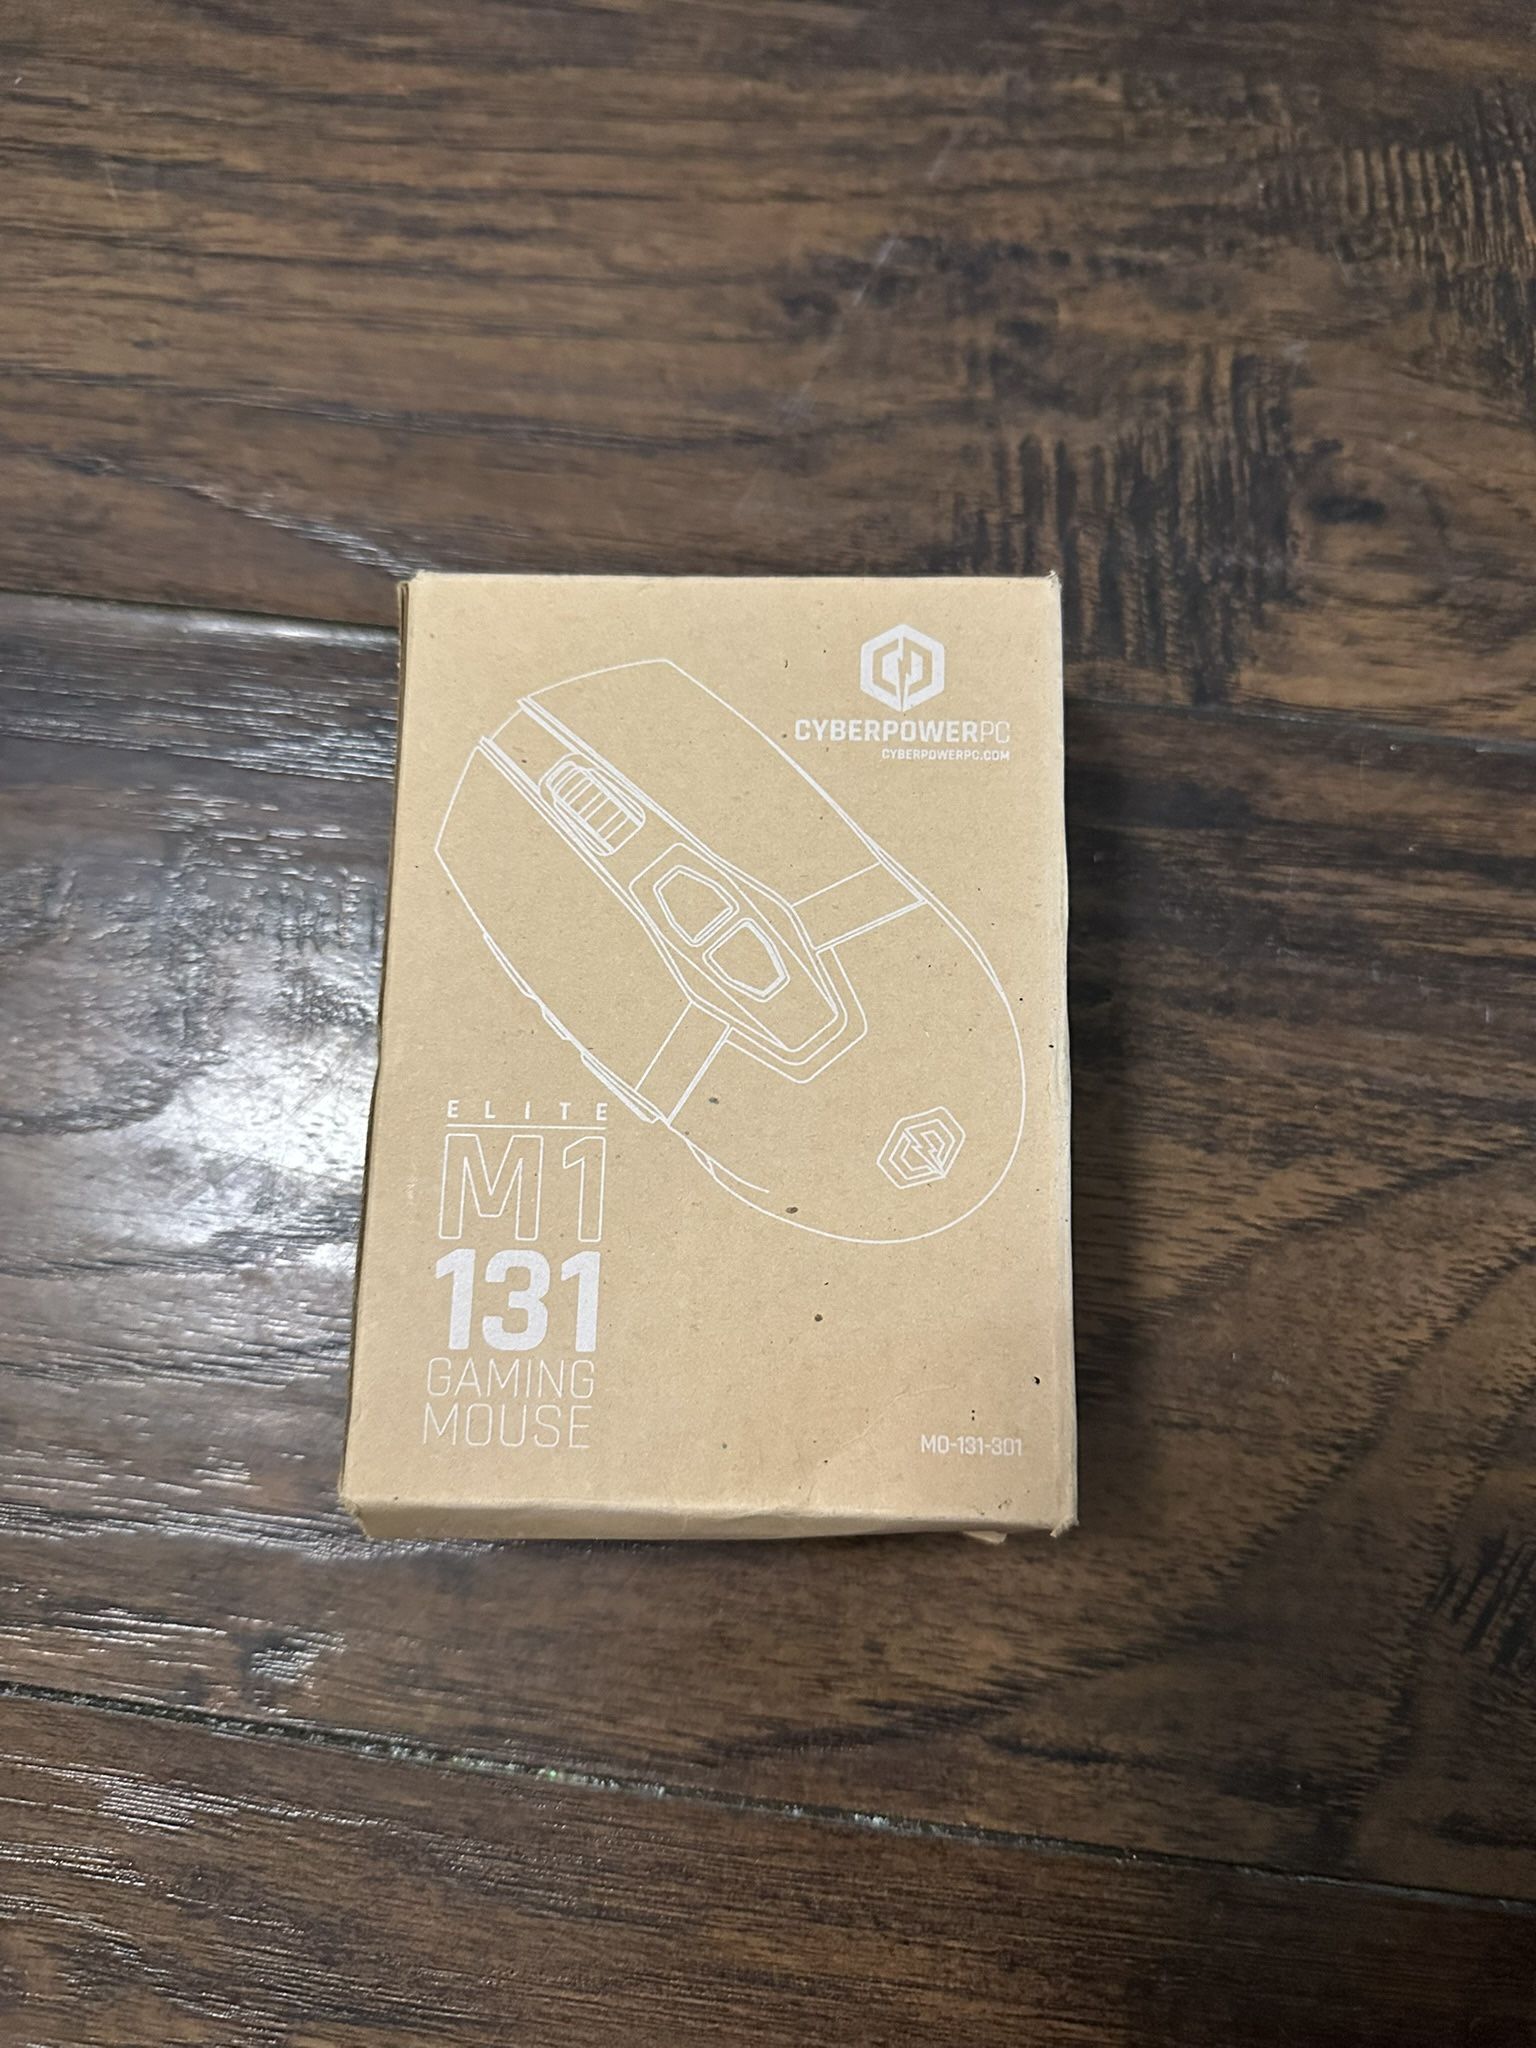 CYBERPOWERPC
CYBERPOWERPC.COM
ELITE
M1
131
GAMING
MOUSE
MO-131-301